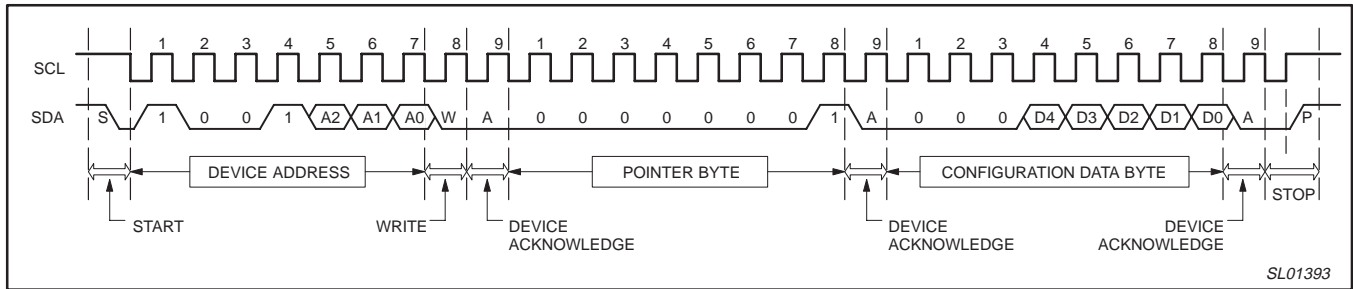 1 2 3 4 5 6 7 8 9 1 2 3 4 5 6 7 8 9 1 2 3 4 5 6 7 8 9
SCL
SDA S 1 0 0 1 A2 A1 A0 W A 0 0 0 0 0 0 0 1 A 0 0 0 D4 D3 D2 D1 D0 A P
DEVICE ADDRESS POINTER BYTE CONFIGURATION DATA BYTE
STOP
START WRITE DEVICE ACKNOWLEDGE DEVICE ACKNOWLEDGE DEVICE ACKNOWLEDGE
SL01393